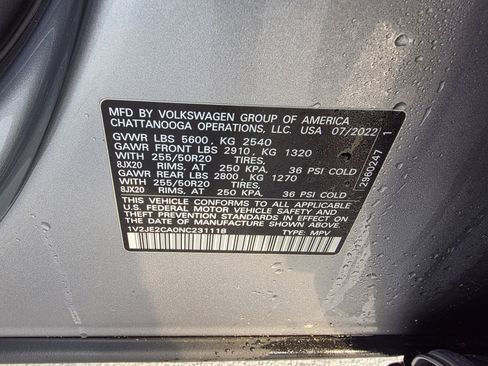 MFD BY VOLKSWAGEN GROUP OF AMERICA
CHATTANOOGA OPERATIONS, LLC. USA 07/2022
GVWR LBS 5600, KG 2540
GAWR FRONT LBS 2910, KG 1320
WITH 255/50R20 TIRES,
8JX20 RIMS, AT 250 KPA, 36 PSI COLD
GAWR REAR LBS 2800, KG 1270
WITH 255/50R20 TIRES,
8JX20 RIMS, AT 250 KPA, 36 PSI COLD
THIS VEHICLE CONFORMS TO ALL APPLICABLE
U.S. FEDERAL MOTOR VEHICLE SAFETY AND
THEFT PREVENTION STANDARDS IN EFFECT ON
THE DATE OF MANUFACTURE SHOWN ABOVE.
1V2JE2CA0NC231118 TYPE: MPV
2980247 1